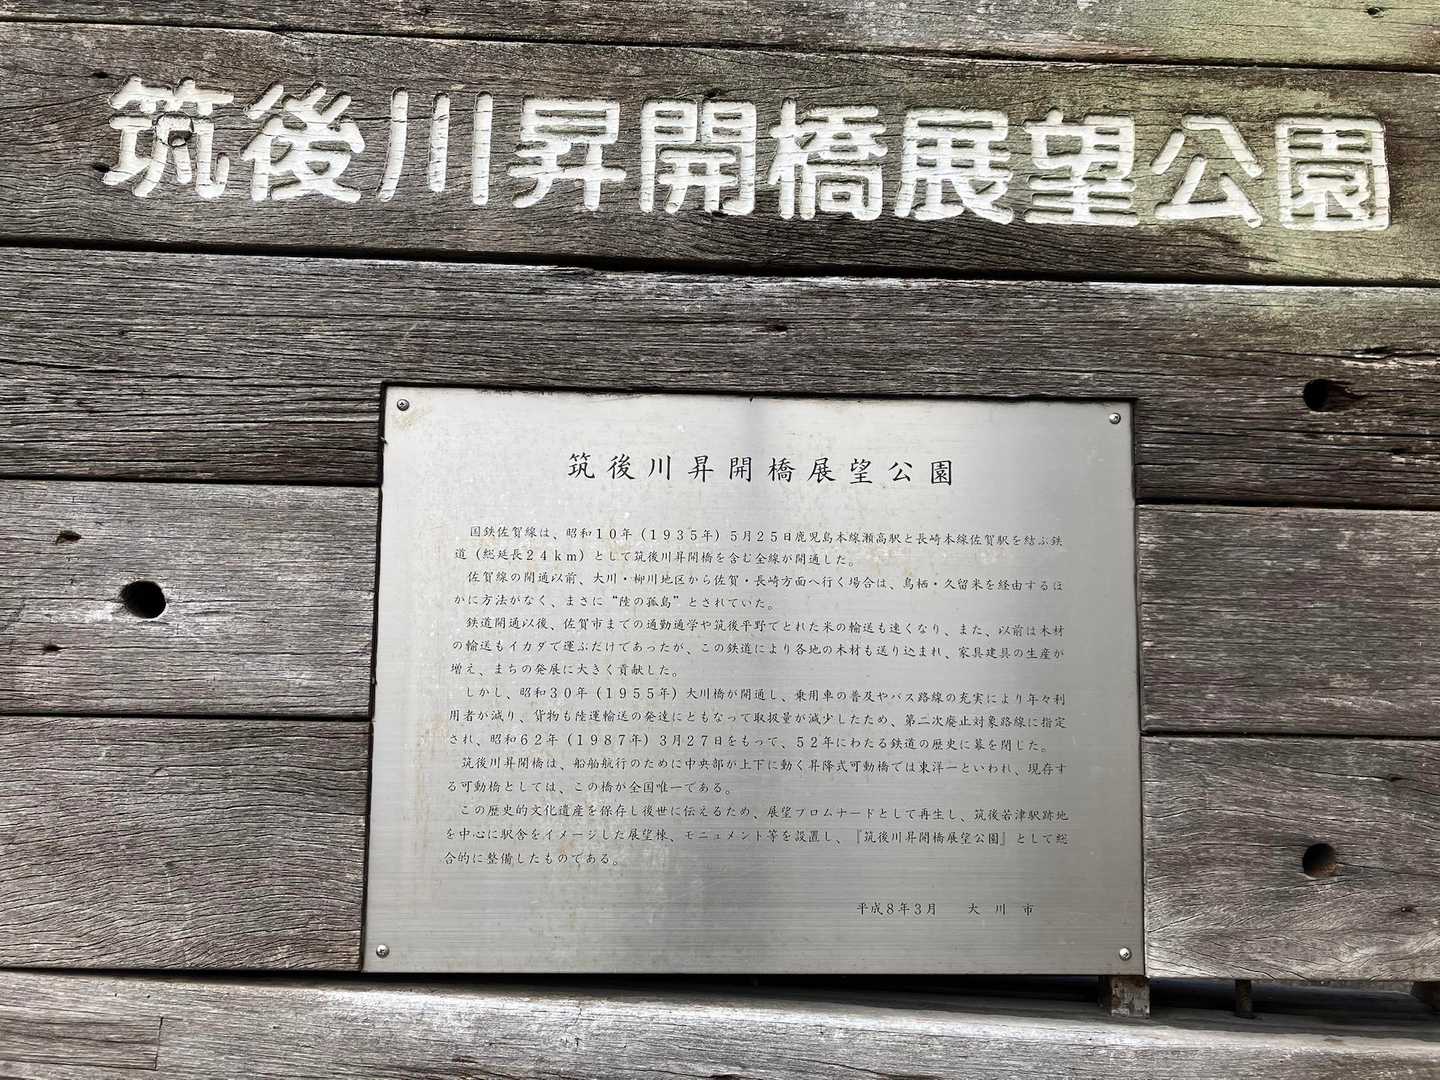 筑後川昇開橋展望公園
筑後川昇開橋展望公園
国鉄佐賀線は、昭和10年（1935年）5月25日鹿児島本線瀬高駅と長崎本線佐賀駅を結ぶ鉄
道（総延長24km）として筑後川昇開橋を含む全線が開通した。
佐賀線の開通以前、大川・柳川地区から佐賀・長崎方面へ行く場合は、鳥栖・久留米を経由するほ
かに方法がなく、まさに“陸の孤島”とされていた。
鉄道開通以後、佐賀市までの通勤通学や筑後平野でとれた米の輸送も速くなり、また、以前は木材
の輸送もイカダで運ぶだけであったが、この鉄道により各地の木材も送り込まれ、家具建具の生産が
増え、まちの発展に大きく貢献した。
しかし、昭和30年（1955年）大川橋が開通し、乗用車の普及やバス路線の充実により年々利
用者が減り、貨物も陸運輸送の発達にともなって取扱量が減少したため、第二次廃止対象路線に指定
され、昭和62年（1987年）3月27日をもって、52年にわたる鉄道の歴史に幕を閉じた。
筑後川昇開橋は、船舶航行のために中央部が上下に動く昇降式可動橋では東洋一といわれ、現存す
る可動橋としては、この橋が全国唯一である。
この歴史的文化遺産を保存し後世に伝えるため、展望プロムナードとして再生し、筑後若津駅跡地
を中心に駅舎をイメージした展望棟、モニュメント等を設置し、『筑後川昇開橋展望公園』として総
合的に整備したものである。
平成8年3月　大川市